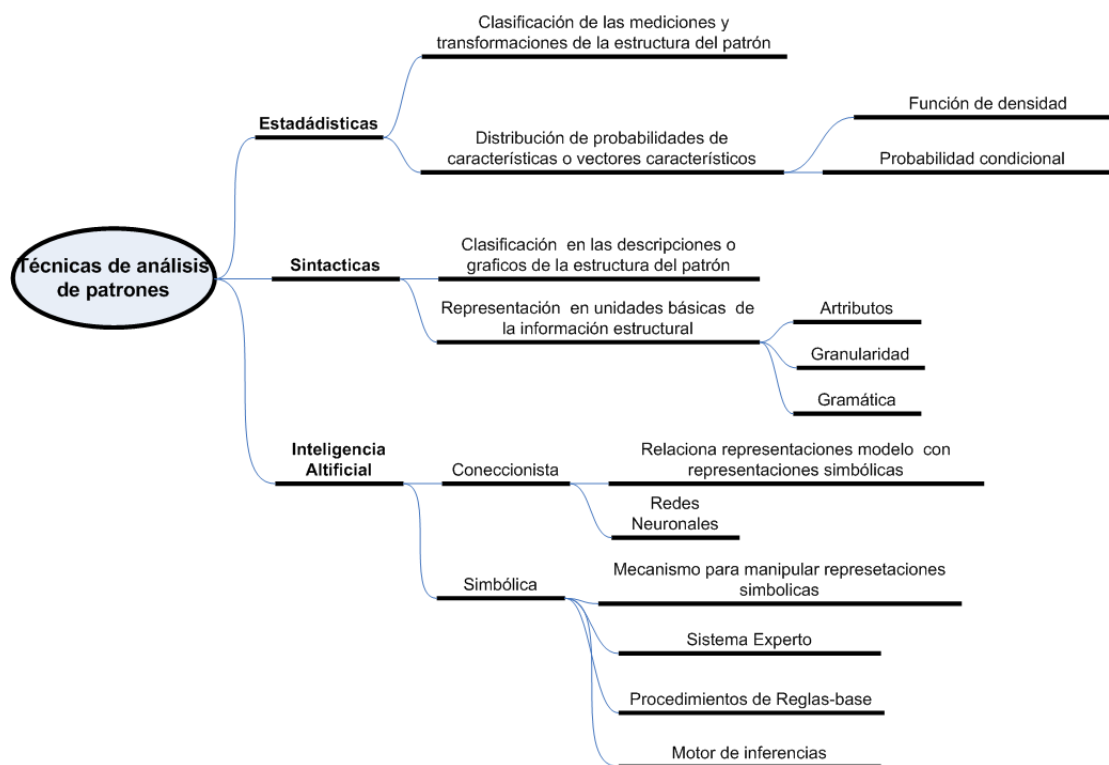 Clasificación de las mediciones y
transformaciones de la estructura del patrón
Estadádisticas
Distribución de probabilidades de
características o vectores característicos
Función de densidad
Probabilidad condicional
Técnicas de análisis
de patrones
Sintacticas
Clasificación en las descripciones o
graficos de la estructura del patrón
Representación en unidades básicas de
la información estructural
Artributos
Granularidad
Gramática
Inteligencia
Altificial
Coneccionista
Relaciona representaciones modelo con
representaciones simbólicas
Redes
Neuronales
Simbólica
Mecanismo para manipular represetaciones
simbolicas
Sistema Experto
Procedimientos de Reglas-base
Motor de inferencias